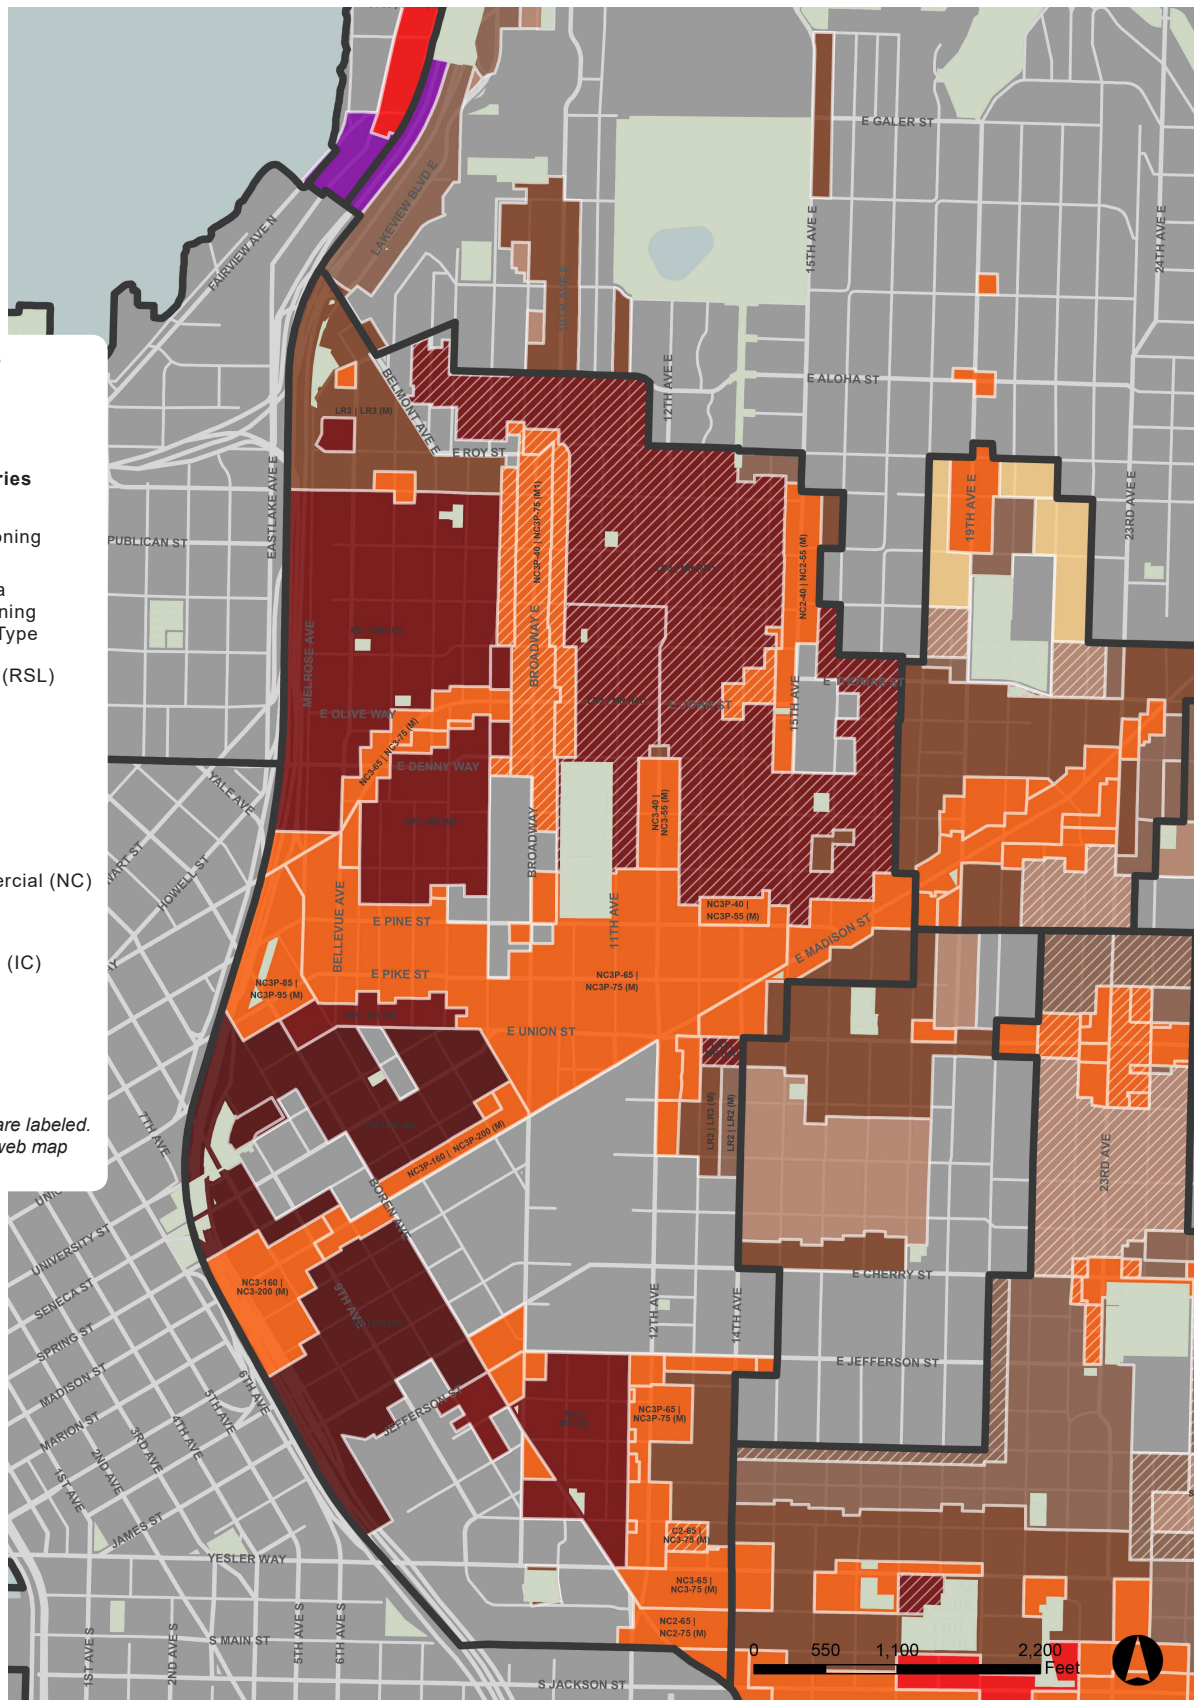 E GALER ST
LAKEVIEW BLVD E
FAIRVIEW AVE N
15TH AVE E
24TH AVE E
12TH AVE E
E ALOHA ST
BELMONT AVE E
LR3 | LR3 (M)
E ROY ST
EASTLAKE AVE E
ries
oning
PUBLICAN ST
a
ning
Type
(RSL)
NC3P-40 | NC3P-75 (M1)
NC2-40 | NC2-55 (M)
19TH AVE E
23RD AVE E
MELROSE AVE
BROADWAY E
E OLIVE WAY
E JOHN ST
E THOMAS ST
15TH AVE
NC3-65 | NC3-75 (M)
E DENNY WAY
YALE AVE
NC3-40 |
NC3-55 (M)
BROADWAY
HOWELL ST
ercial (NC)
BELLEVUE AVE
E PINE ST
11TH AVE
NC3P-40 |
NC3P-55 (M)
E MADISON ST
(IC)
E PIKE ST
NC3P-85 |
NC3P-95 (M)
NC3P-65 |
NC3P-75 (M)
E UNION ST
are labeled.
web map
7TH AVE
LR3 | LR3 (M)
LR2 | LR2 (M)
NC3P-160 | NC3P-200 (M)
23RD AVE
BOREN AVE
UNIVERSITY ST
SENECA ST
SPRING ST
MADISON ST
MARION ST
JAMES ST
NC3-160 |
NC3-200 (M)
9TH AVE
E CHERRY ST
12TH AVE
14TH AVE
E JEFFERSON ST
6TH AVE
5TH AVE
4TH AVE
3RD AVE
2ND AVE
1ST AVE
JEFFERSON ST
NC3P-65 |
NC3P-75 (M)
C2-65 |
NC3-75 (M)
YESLER WAY
NC3-65 |
NC3-75 (M)
NC2-65 |
NC2-75 (M)
1ST AVE S
2ND AVE S
S MAIN ST
5TH AVE S
6TH AVE S
S JACKSON ST
0 550 1,100 2,200
Feet